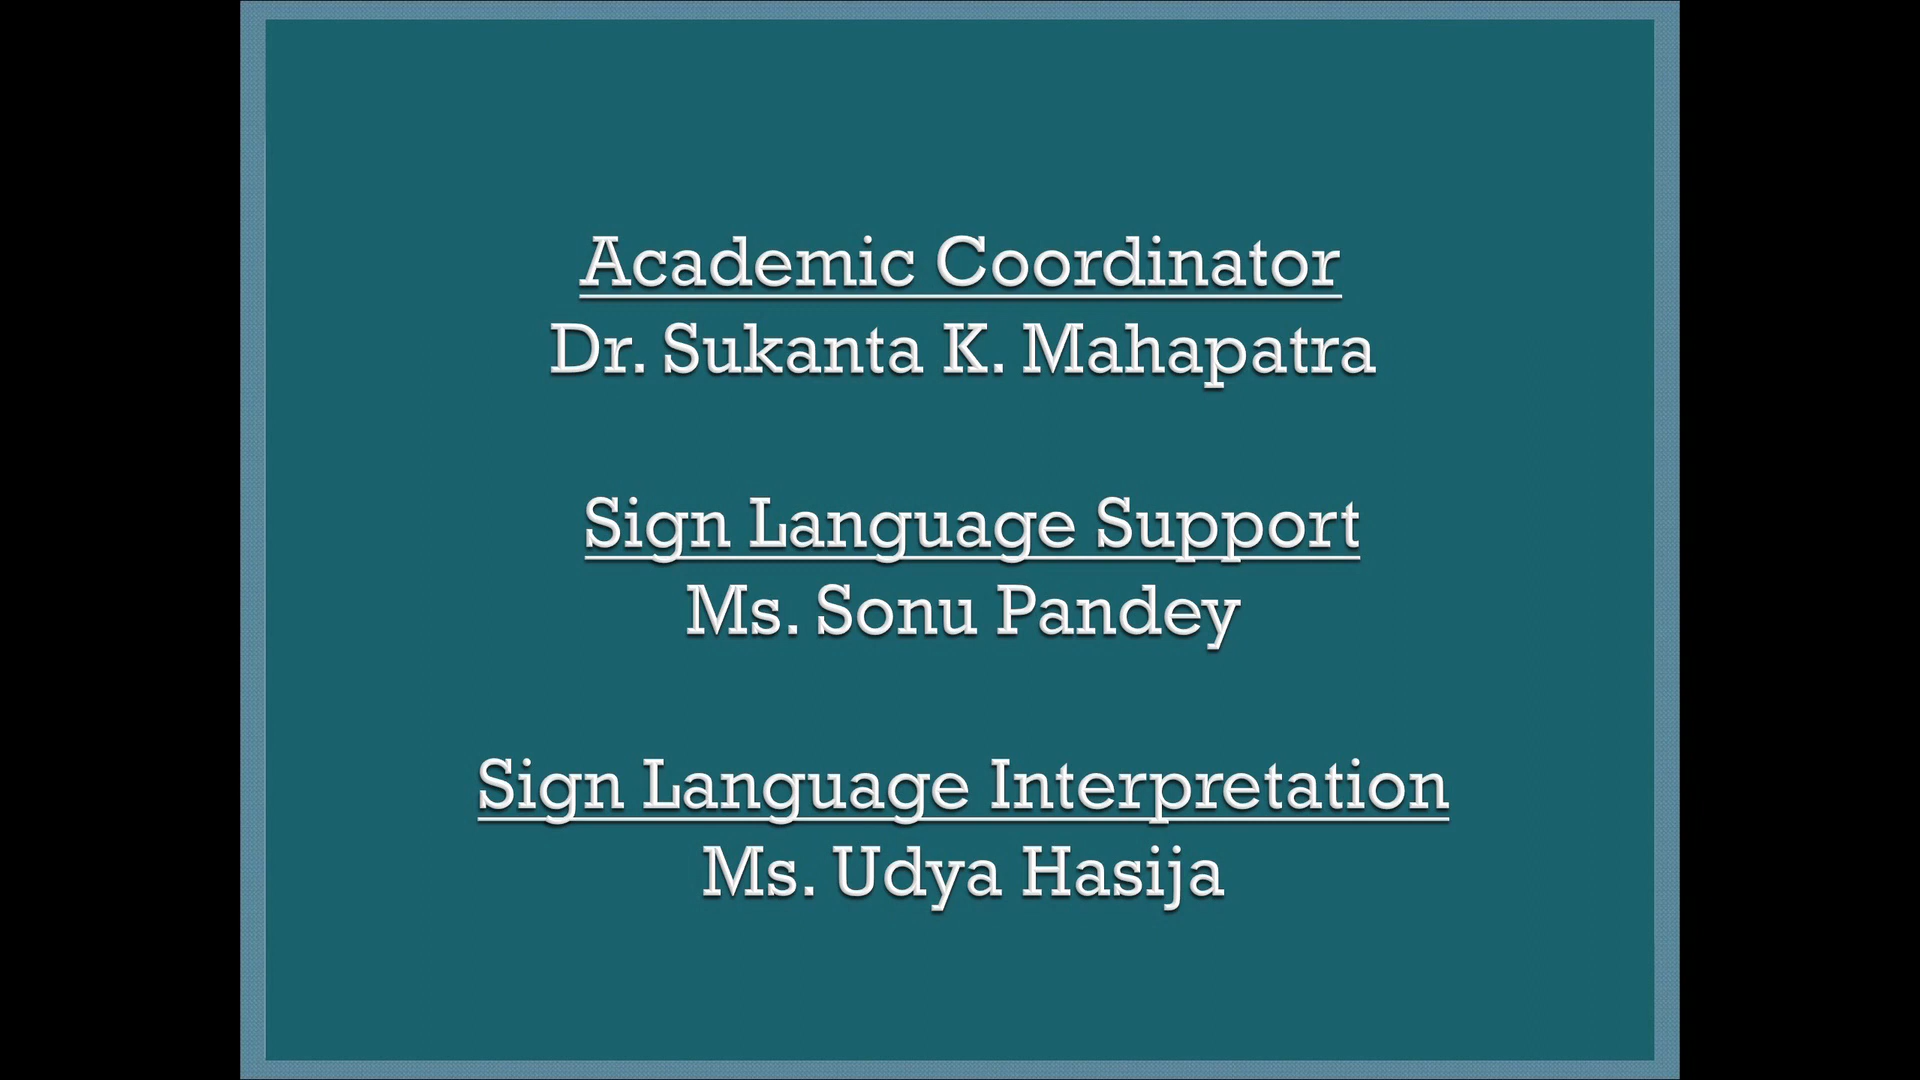 Academic Coordinator
Dr. Sukanta K. Mahapatra
Sign Language Support
Ms. Sonu Pandey
Sign Language Interpretation
Ms. Udya Hasija